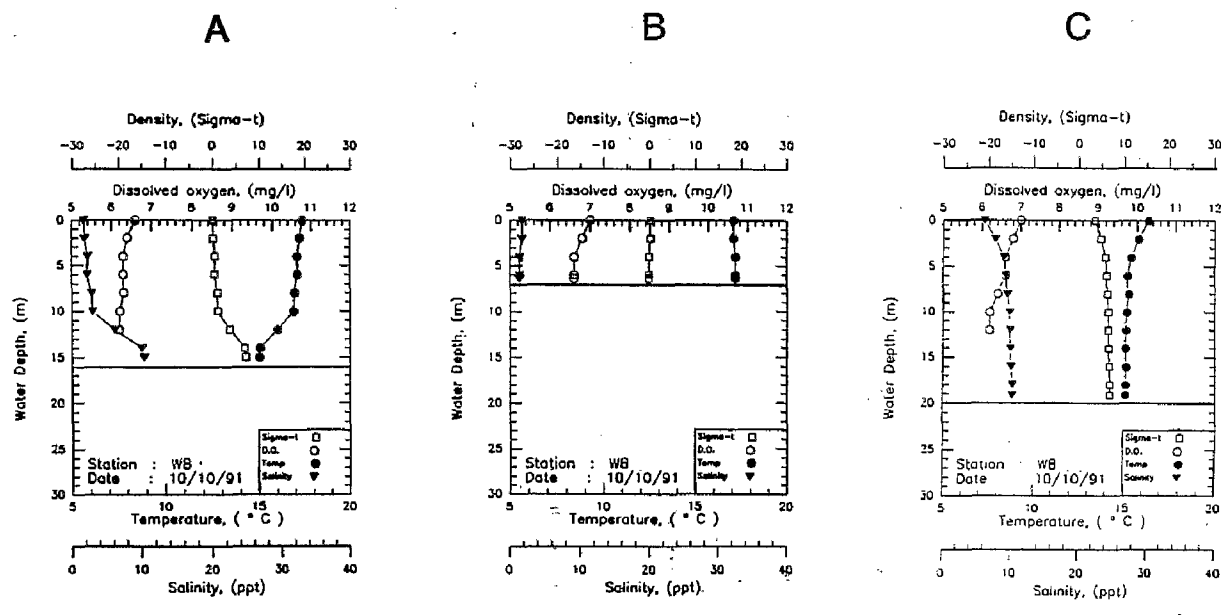 A
B
C
Density, (Sigma-t)
-30 -20 -10 0 10 20 30
Dissolved oxygen, (mg/l)
5 6 7 8 9 10 11 12
Water Depth, (m)
0
5
10
15
20
25
30
Sigma-t
D.O.
Temp
Salinity
Station : WB
Date : 10/10/91
5 10 15 20
Temperature, (°C)
0 10 20 30 40
Salinity, (ppt)
Density, (Sigma-t)
-30 -20 -10 0 10 20 30
Dissolved oxygen, (mg/l)
5 6 7 8 9 10 11 12
Water Depth, (m)
0
5
10
15
20
25
30
Sigma-t
D.O.
Temp
Salinity
Station : WB
Date : 10/10/91
5 10 15 20
Temperature, (°C)
0 10 20 30 40
Salinity, (ppt)
Density, (Sigma-t)
-30 -20 -10 0 10 20 30
Dissolved oxygen, (mg/l)
5 6 7 8 9 10 11 12
Water Depth, (m)
0
5
10
15
20
25
30
Sigma-t
D.O.
Temp
Salinity
Station : WB
Date : 10/10/91
5 10 15 20
Temperature, (°C)
0 10 20 30 40
Salinity, (ppt)